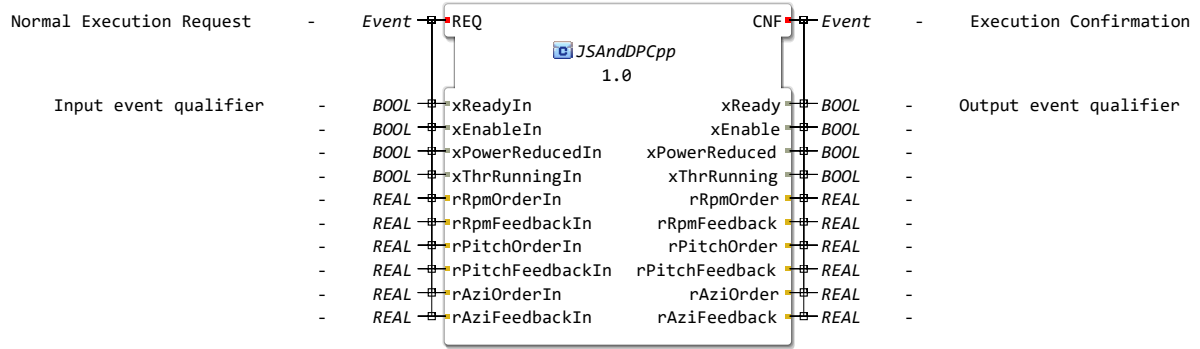 Normal Execution Request - Event REQ CNF Event - Execution Confirmation
JSAndDPCpp
1.0
Input event qualifier - BOOL xReadyIn xReady BOOL - Output event qualifier
- BOOL xEnableIn xEnable BOOL -
- BOOL xPowerReducedIn xPowerReduced BOOL -
- BOOL xThrRunningIn xThrRunning BOOL -
- REAL rRpmOrderIn rRpmOrder REAL -
- REAL rRpmFeedbackIn rRpmFeedback REAL -
- REAL rPitchOrderIn rPitchOrder REAL -
- REAL rPitchFeedbackIn rPitchFeedback REAL -
- REAL rAziOrderIn rAziOrder REAL -
- REAL rAziFeedbackIn rAziFeedback REAL -